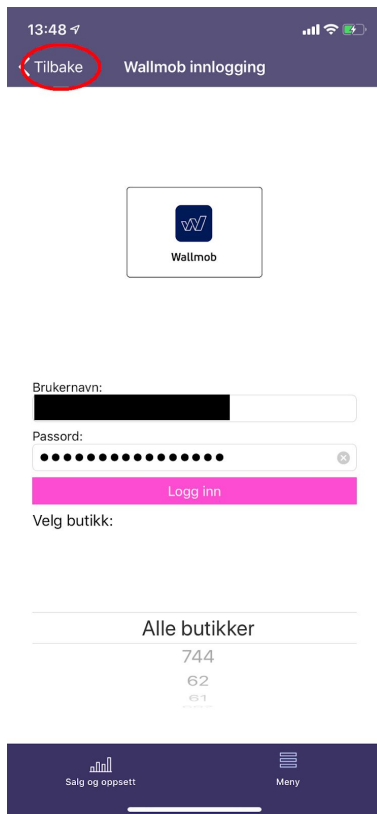 13:48
Tilbake
Wallmob innlogging
Wallmob
Brukernavn:
Passord:
Logg inn
Velg butikk:
Alle butikker
744
62
61
Salg og oppsett
Meny